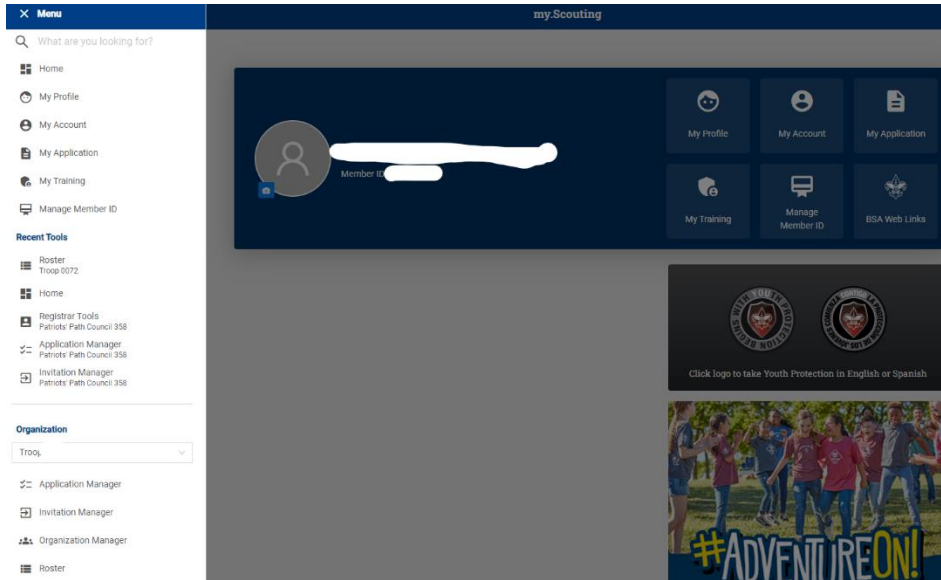 Menu
my.Scouting
What are you looking for?
Home
My Profile
My Account
My Application
My Training
Manage Member ID
Recent Tools
Roster
Troop 0072
Home
Registrar Tools
Patriots' Path Council 358
Application Manager
Patriots' Path Council 358
Invitation Manager
Patriots' Path Council 358
Organization
Application Manager
Invitation Manager
Organization Manager
Roster
Member ID
My Profile
My Account
My Application
My Training
Manage
Member ID
BSA Web Links
BEGINS WITH YOUTH PROTECTION
Click logo to take Youth Protection in English or Spanish
#ADVENTUREON!